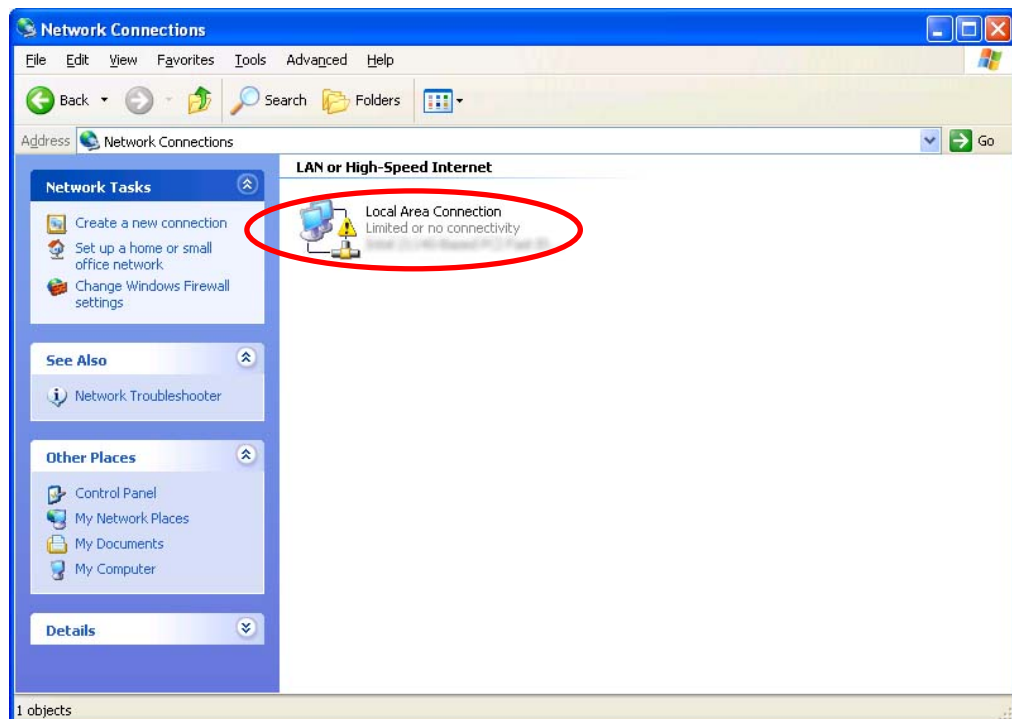 Network Connections
File Edit View Favorites Tools Advanced Help
Back Search Folders
Address Network Connections Go
Network Tasks
Create a new connection
Set up a home or small
office network
Change Windows Firewall
settings
See Also
Network Troubleshooter
Other Places
Control Panel
My Network Places
My Documents
My Computer
Details
LAN or High-Speed Internet
Local Area Connection
Limited or no connectivity
1 objects